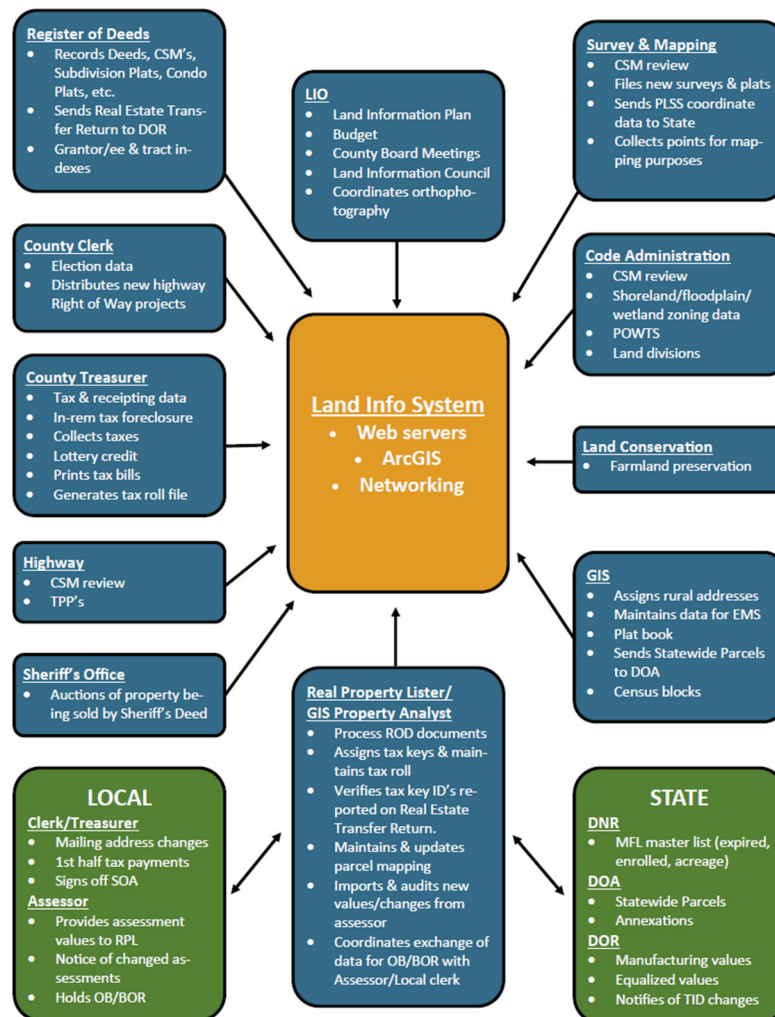 Register of Deeds
• Records Deeds, CSM's,
Subdivision Plats, Condo
Plats, etc.
• Sends Real Estate Trans-
fer Return to DOR
• Grantor/ee & tract in-
dexes
LIO
• Land Information Plan
• Budget
• County Board Meetings
• Land Information Council
• Coordinates orthopho-
tography
Survey & Mapping
• CSM review
• Files new surveys & plats
• Sends PLSS coordinate
data to State
• Collects points for map-
ping purposes
County Clerk
• Election data
• Distributes new highway
Right of Way projects
Code Administration
• CSM review
• Shoreland/floodplain/
wetland zoning data
• POWTS
• Land divisions
County Treasurer
• Tax & receipting data
• In-rem tax foreclosure
• Collects taxes
• Lottery credit
• Prints tax bills
• Generates tax roll file
Land Info System
• Web servers
• ArcGIS
• Networking
Land Conservation
• Farmland preservation
Highway
• CSM review
• TPP's
GIS
• Assigns rural addresses
• Maintains data for EMS
• Plat book
• Sends Statewide Parcels
to DOA
• Census blocks
Sheriff's Office
• Auctions of property be-
ing sold by Sheriff's Deed
Real Property Lister/
GIS Property Analyst
• Process ROD documents
• Assigns tax keys & main-
tains tax roll
• Verifies tax key ID's re-
ported on Real Estate
Transfer Return.
• Maintains & updates
parcel mapping
• Imports & audits new
values/changes from
assessor
• Coordinates exchange of
data for OB/BOR with
Assessor/Local clerk
LOCAL
Clerk/Treasurer
• Mailing address changes
• 1st half tax payments
• Signs off SOA
Assessor
• Provides assessment
values to RPL
• Notice of changed as-
sessments
• Holds OB/BOR
STATE
DNR
• MFL master list (expired,
enrolled, acreage)
DOA
• Statewide Parcels
• Annexations
DOR
• Manufacturing values
• Equalized values
• Notifies of TID changes